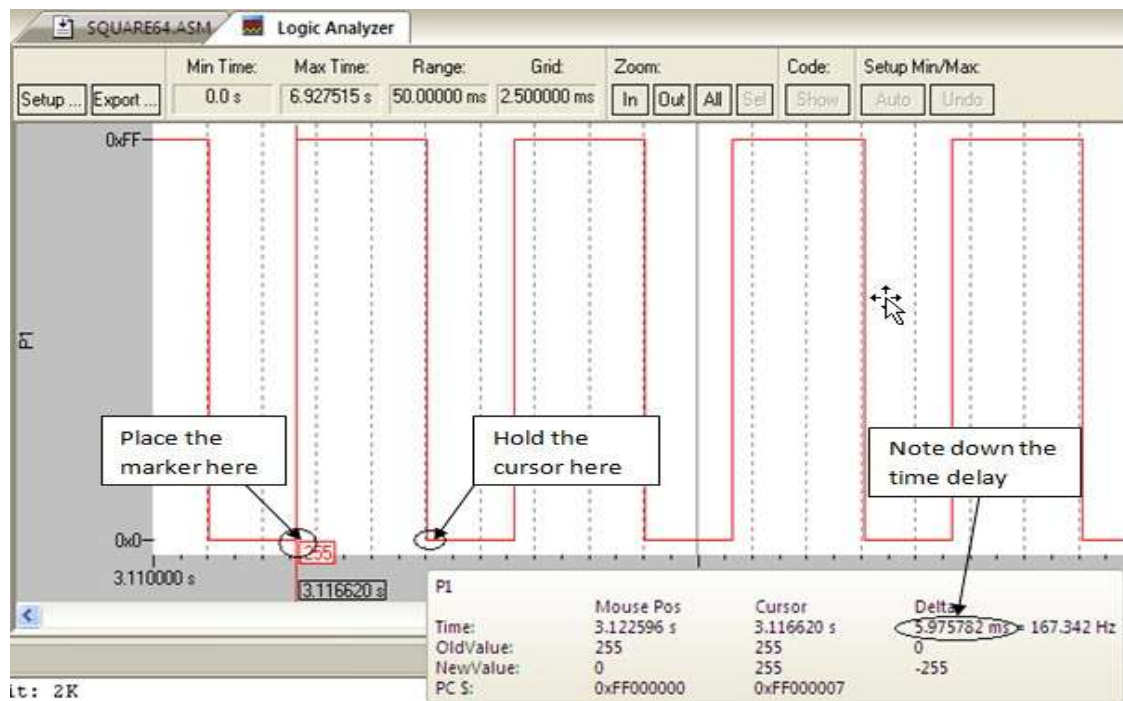 SQUARE64.ASM
Logic Analyzer
Min Time: Max Time: Range: Grid: Zoom: Code: Setup Min/Max:
Setup ... Export ... 0.0 s 6.927515 s 50.00000 ms 2.500000 ms In Out All Sel Show Auto Undo
0xFF
P1
Place the
marker here
Hold the
cursor here
Note down the
time delay
0x0
255
3.110000 s
3.116620 s
P1
Mouse Pos Cursor Delta
Time: 3.122596 s 3.116620 s 5.975782 ms = 167.342 Hz
OldValue: 255 255 0
NewValue: 0 255 -255
PC $: 0xFF000000 0xFF000007
it: 2K